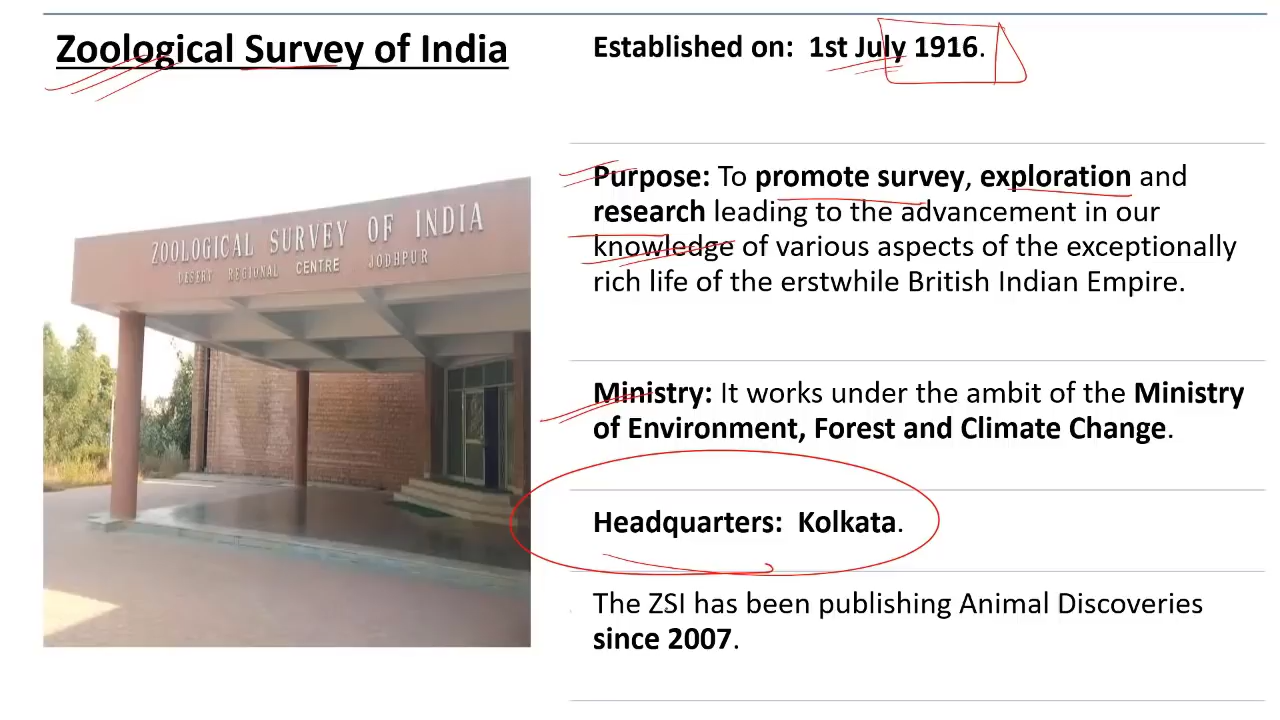 Zoological Survey of India
Established on: 1st July 1916.
ZOOLOGICAL SURVEY OF INDIA
DESERT REGIONAL CENTRE JODHPUR
Purpose: To promote survey, exploration and
research leading to the advancement in our
knowledge of various aspects of the exceptionally
rich life of the erstwhile British Indian Empire.
Ministry: It works under the ambit of the Ministry
of Environment, Forest and Climate Change.
Headquarters: Kolkata.
The ZSI has been publishing Animal Discoveries
since 2007.